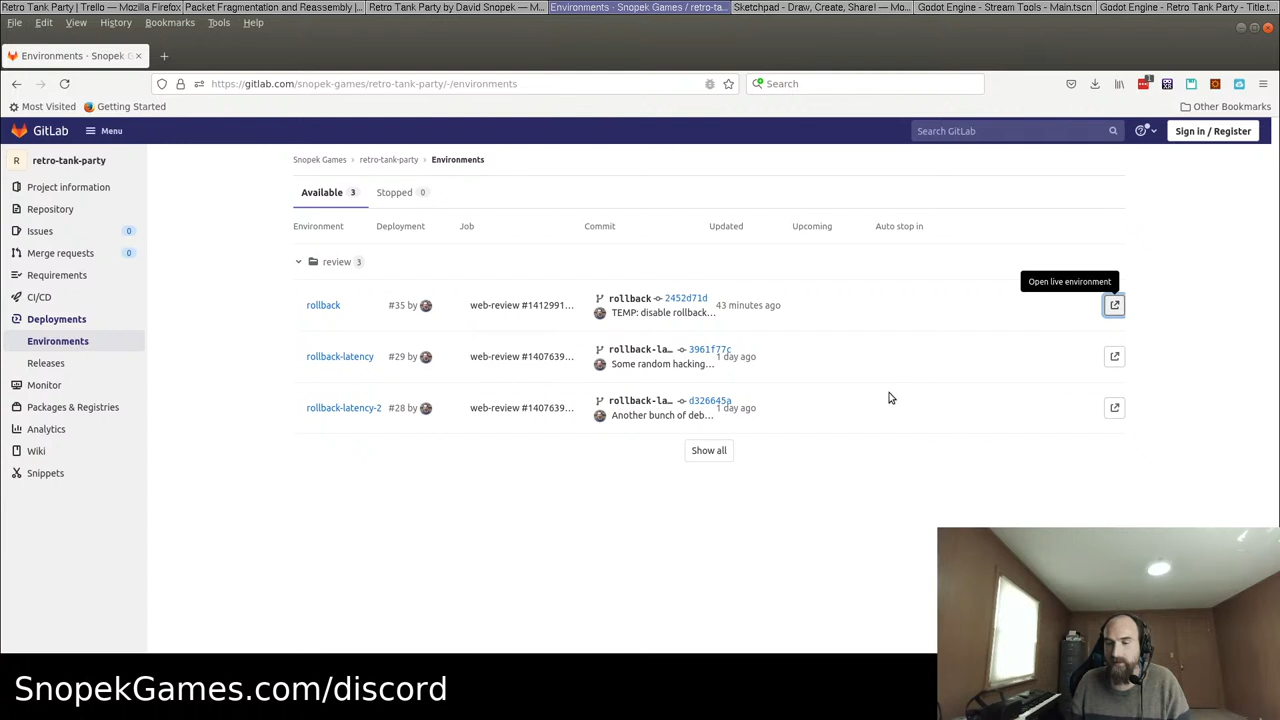 Retro Tank Party | Trello — Mozilla Firefox
Packet Fragmentation and Reassembly |...
Retro Tank Party by David Snopek — M...
Environments · Snopek Games / retro-ta...
Sketchpad - Draw, Create, Share! — Mo...
Godot Engine - Stream Tools - Main.tscn
Godot Engine - Retro Tank Party - Title.t...
File Edit View History Bookmarks Tools Help
Environments · Snopek G
https://gitlab.com/snopek-games/retro-tank-party/-/environments
Search
1
Most Visited
Getting Started
Other Bookmarks
GitLab
Menu
Search GitLab
Sign in / Register
R retro-tank-party
Project information
Repository
Issues 0
Merge requests 0
Requirements
CI/CD
Deployments
Environments
Releases
Monitor
Packages & Registries
Analytics
Wiki
Snippets
Snopek Games › retro-tank-party › Environments
Available 3 Stopped 0
Environment Deployment Job Commit Updated Upcoming Auto stop in
review 3
Open live environment
rollback #35 by web-review #1412991... rollback 2452d71d 43 minutes ago
TEMP: disable rollback...
rollback-latency #29 by web-review #1407639... rollback-la... 3961f77c 1 day ago
Some random hacking...
rollback-latency-2 #28 by web-review #1407639... rollback-la... d326645a 1 day ago
Another bunch of deb...
Show all
SnopekGames.com/discord